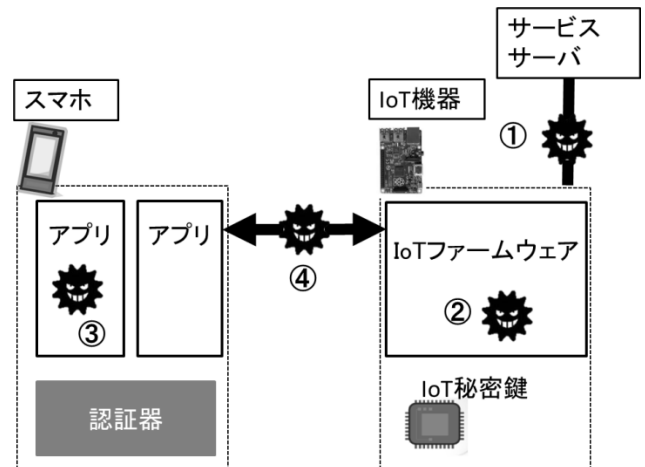 サービス
サーバ
スマホ
IoT機器
①
アプリ
アプリ
IoTファームウェア
④
②
③
IoT秘密鍵
認証器